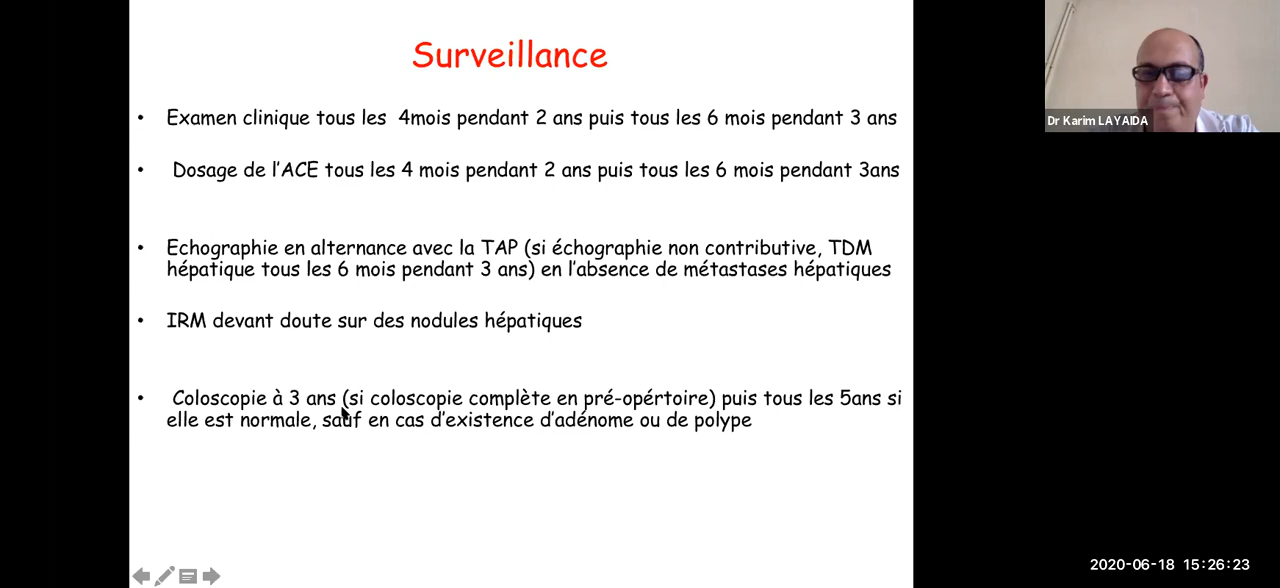 Surveillance
• Examen clinique tous les 4mois pendant 2 ans puis tous les 6 mois pendant 3 ans
• Dosage de l’ACE tous les 4 mois pendant 2 ans puis tous les 6 mois pendant 3ans
• Echographie en alternance avec la TAP (si échographie non contributive, TDM
hépatique tous les 6 mois pendant 3 ans) en l’absence de métastases hépatiques
• IRM devant doute sur des nodules hépatiques
• Coloscopie à 3 ans (si coloscopie complète en pré-opértoire) puis tous les 5ans si
elle est normale, sauf en cas d’existence d’adénome ou de polype
Dr Karim LAYAIDA
2020-06-18 15:26:23